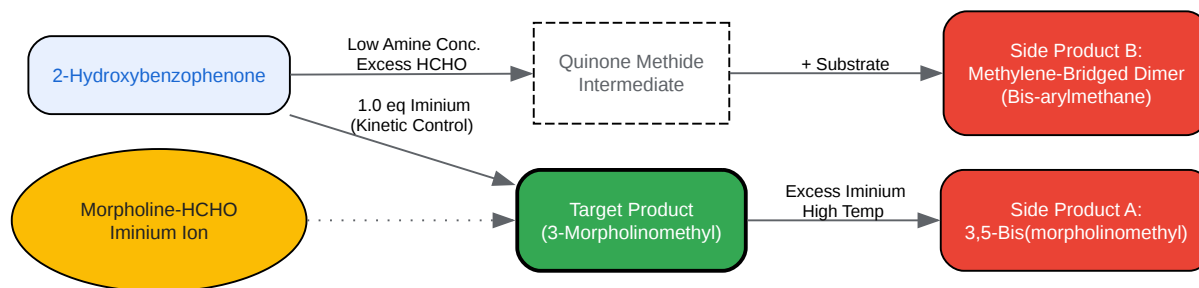 Low Amine Conc.
Excess HCHO
2-Hydroxybenzophenone
Quinone Methide
Intermediate
+ Substrate
Side Product B:
Methylene-Bridged Dimer
(Bis-arylmethane)
1.0 eq Iminium
(Kinetic Control)
Morpholine-HCHO
Iminium Ion
Target Product
(3-Morpholinomethyl)
Excess Iminium
High Temp
Side Product A:
3,5-Bis(morpholinomethyl)